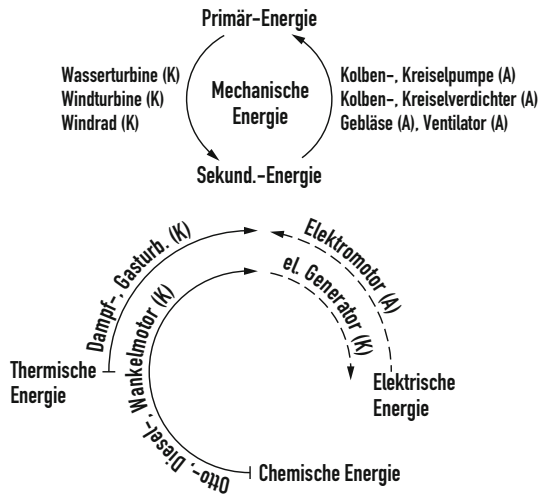 Primär-Energie
Wasserturbine (K)
Windturbine (K)
Windrad (K)
Mechanische
Energie
Kolben-, Kreiselpumpe (A)
Kolben-, Kreiselverdichter (A)
Gebläse (A), Ventilator (A)
Sekund.-Energie
Dampf-, Gasturb. (K)
Otto-, Diesel-, Wankelmotor (K)
Elektromotor (A)
el. Generator (K)
Thermische
Energie
Elektrische
Energie
Chemische Energie